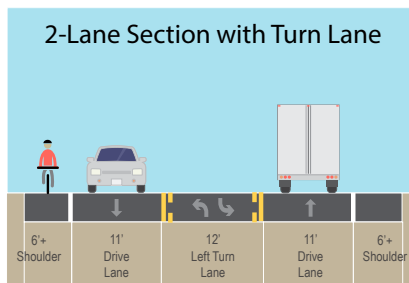 2-Lane Section with Turn Lane
6'+
Shoulder
11'
Drive
Lane
12'
Left Turn
Lane
11'
Drive
Lane
6'+
Shoulder